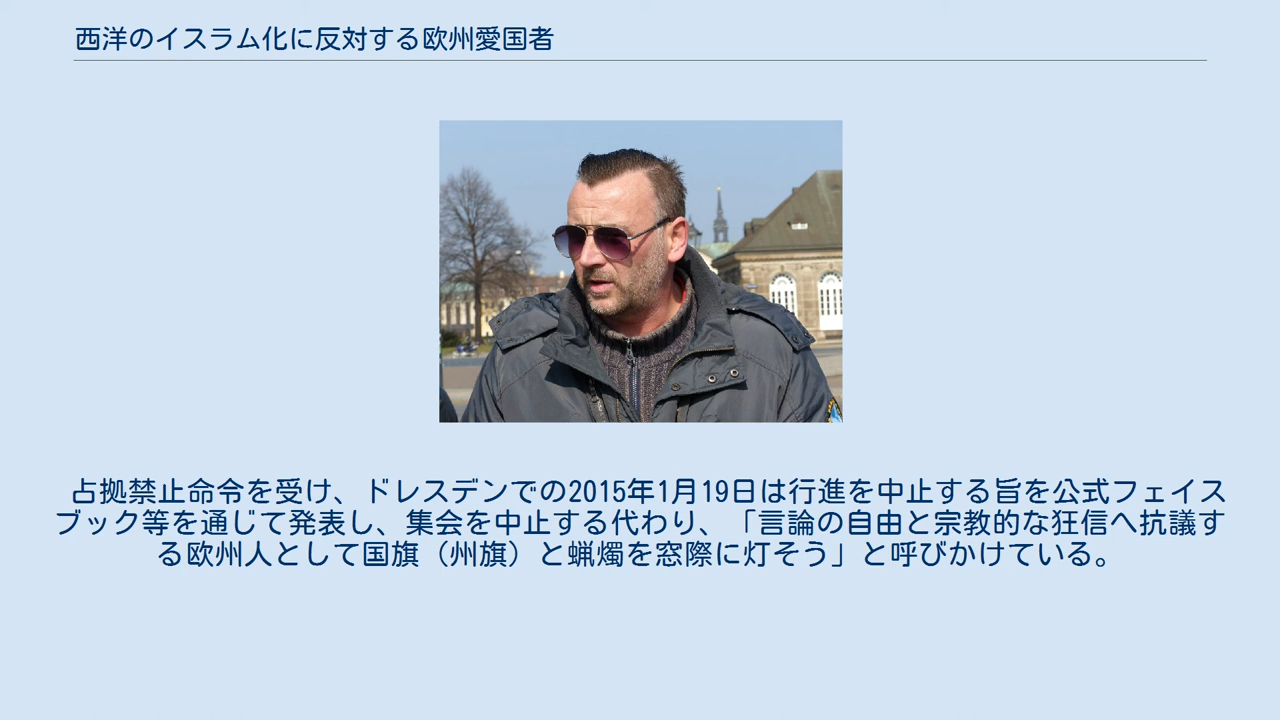 西洋のイスラム化に反対する欧州愛国者
占拠禁止命令を受け、ドレスデンでの2015年1月19日は行進を中止する旨を公式フェイス
ブック等を通じて発表し、集会を中止する代わり、「言論の自由と宗教的な狂信へ抗議す
る欧州人として国旗（州旗）と蝋燭を窓際に灯そう」と呼びかけている。